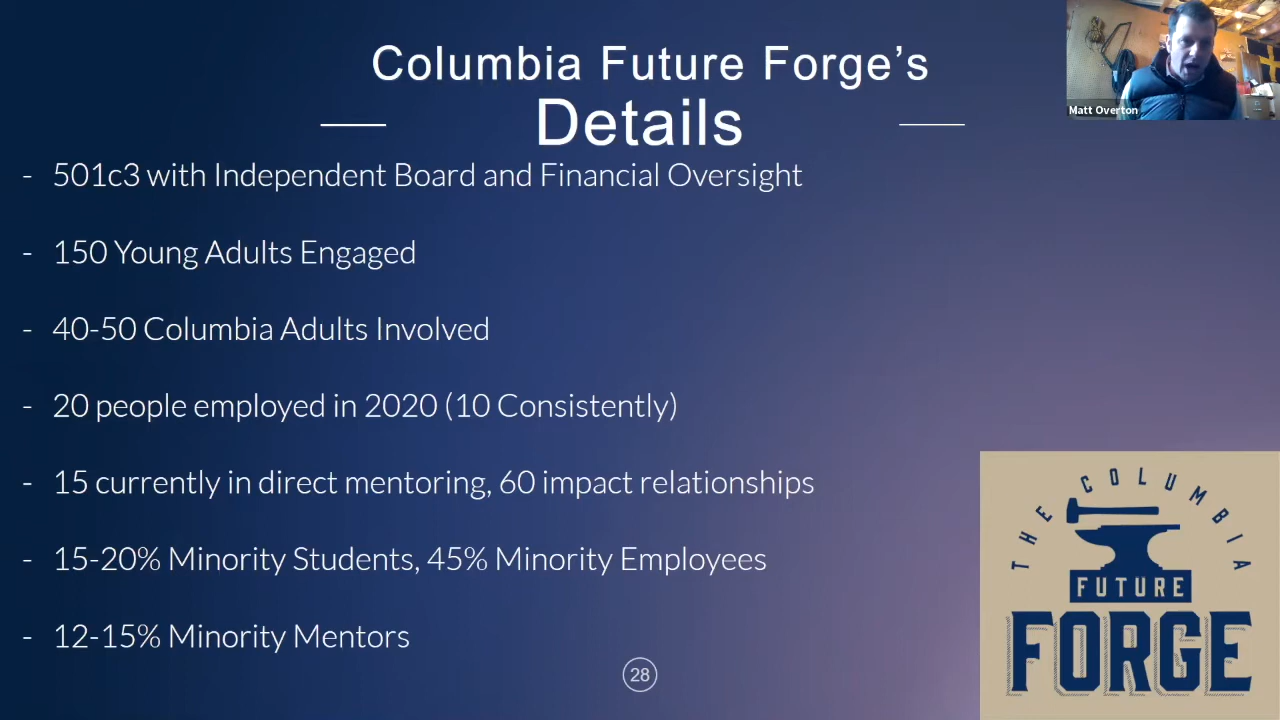 Columbia Future Forge’s
Details
Matt Overton
- 501c3 with Independent Board and Financial Oversight
- 150 Young Adults Engaged
- 40-50 Columbia Adults Involved
- 20 people employed in 2020 (10 Consistently)
- 15 currently in direct mentoring, 60 impact relationships
- 15-20% Minority Students, 45% Minority Employees
- 12-15% Minority Mentors
28
THE COLUMBIA
FUTURE
FORGE